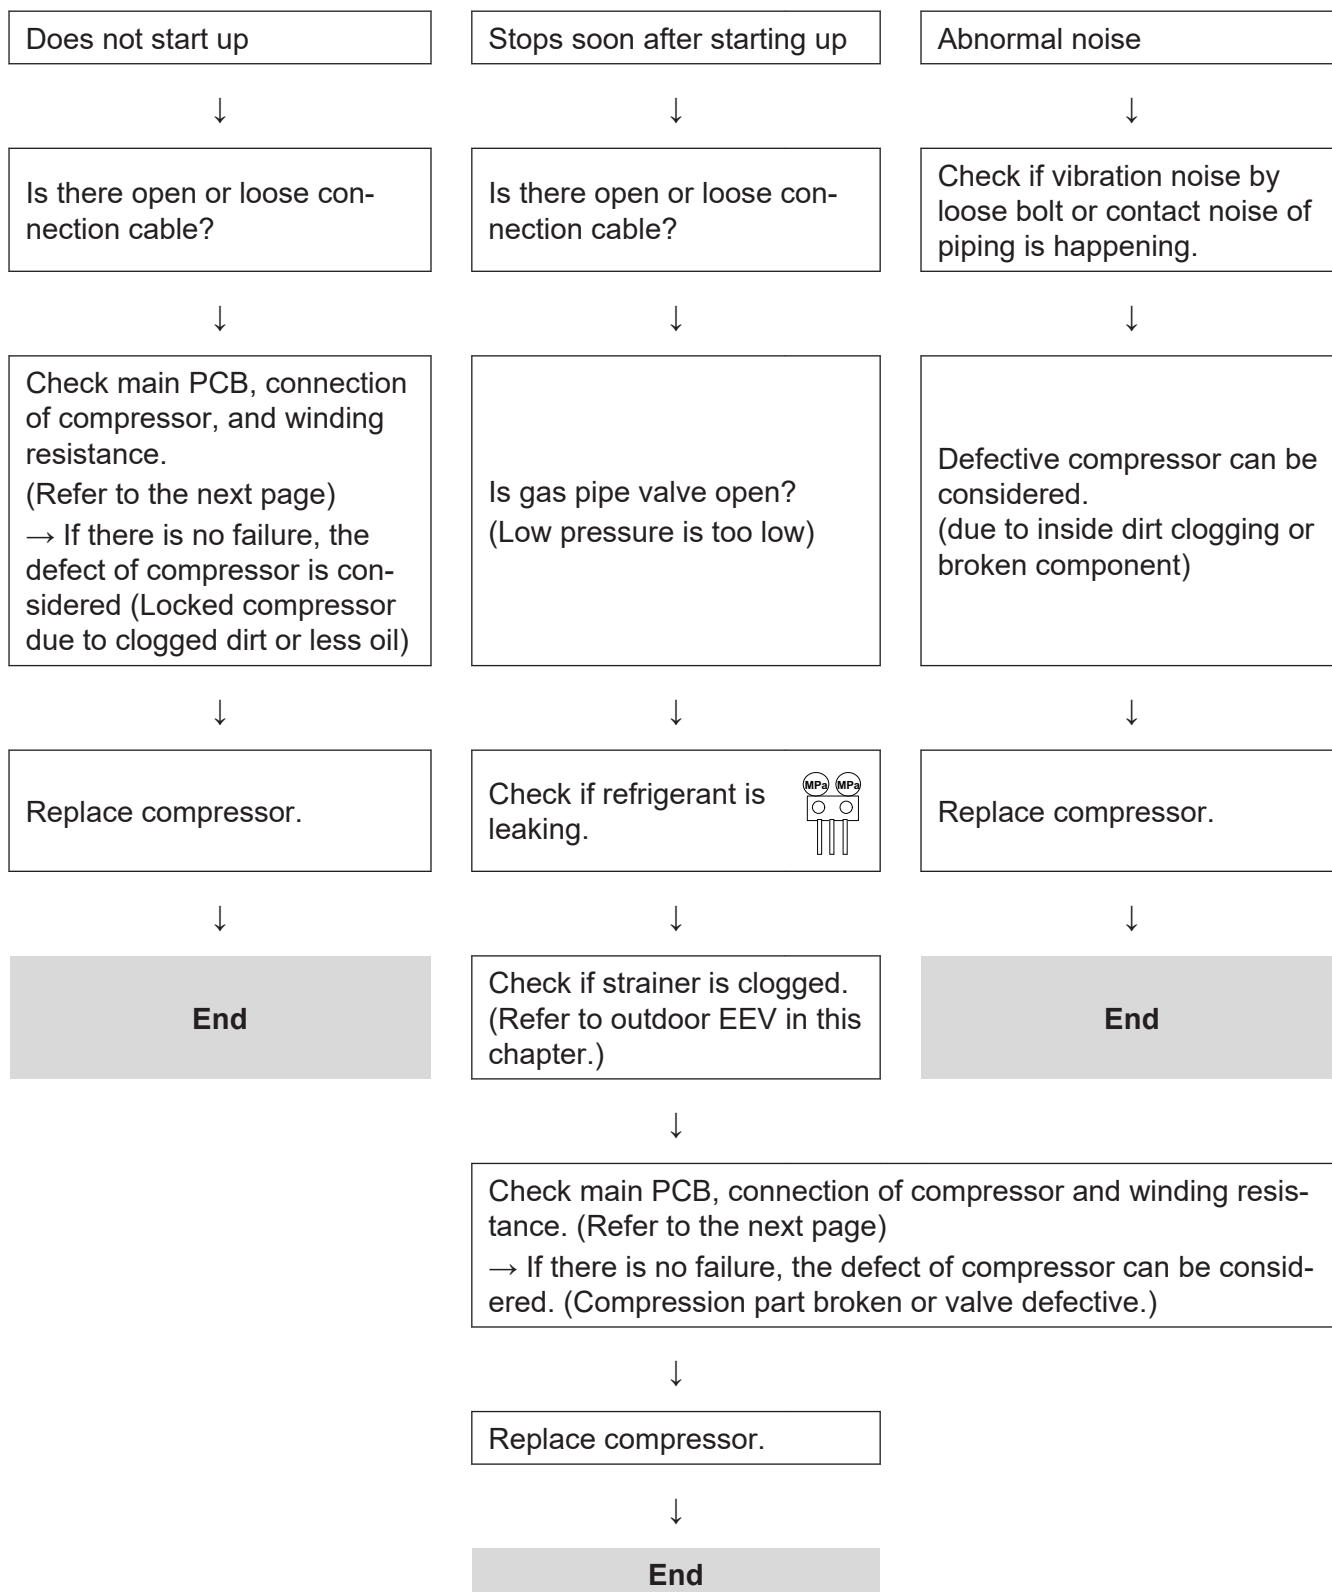 Does not start up
Stops soon after starting up
Abnormal noise
↓
↓
↓
Is there open or loose con-
nection cable?
Is there open or loose con-
nection cable?
Check if vibration noise by
loose bolt or contact noise of
piping is happening.
↓
↓
↓
Check main PCB, connection
of compressor, and winding
resistance.
(Refer to the next page)
→ If there is no failure, the
defect of compressor is con-
sidered (Locked compressor
due to clogged dirt or less oil)
Is gas pipe valve open?
(Low pressure is too low)
Defective compressor can be
considered.
(due to inside dirt clogging or
broken component)
↓
↓
↓
Replace compressor.
Check if refrigerant is
leaking.
MPa MPa
Replace compressor.
↓
↓
↓
End
Check if strainer is clogged.
(Refer to outdoor EEV in this
chapter.)
End
↓
Check main PCB, connection of compressor and winding resis-
tance. (Refer to the next page)
→ If there is no failure, the defect of compressor can be consid-
ered. (Compression part broken or valve defective.)
↓
Replace compressor.
↓
End